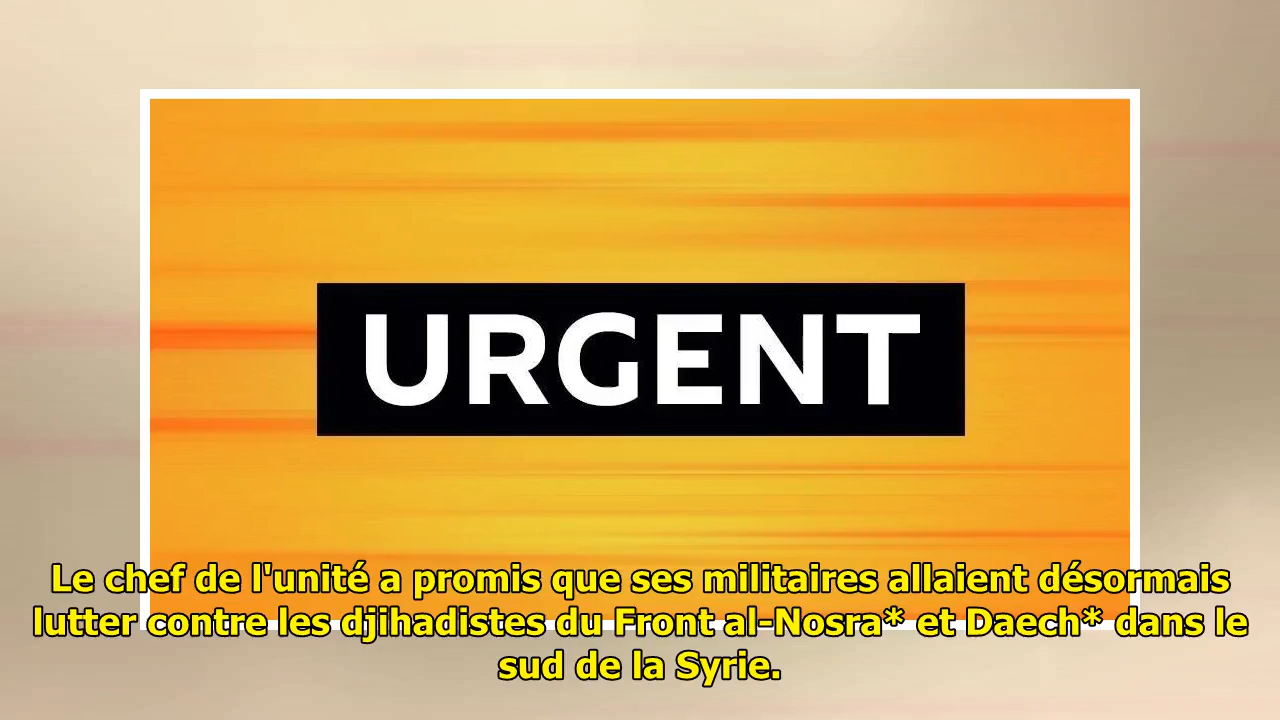 URGENT
Le chef de l'unité a promis que ses militaires allaient désormais
lutter contre les djihadistes du Front al-Nosra* et Daech* dans le
sud de la Syrie.